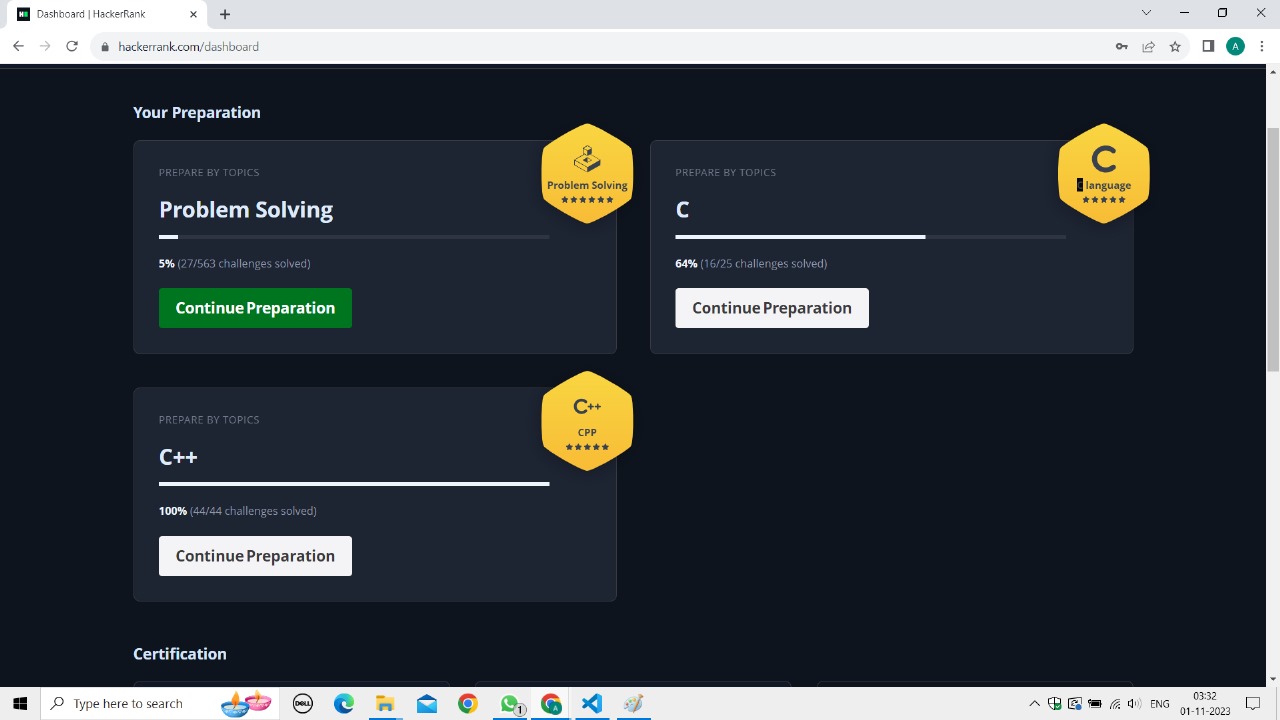 Dashboard | HackerRank
hackerrank.com/dashboard
A
Your Preparation
PREPARE BY TOPICS
Problem Solving
5% (27/563 challenges solved)
Continue Preparation
Problem Solving
PREPARE BY TOPICS
C
64% (16/25 challenges solved)
Continue Preparation
C
C language
PREPARE BY TOPICS
C++
100% (44/44 challenges solved)
Continue Preparation
C++
CPP
Certification
Type here to search
DELL
1
A
ENG
03:32
01-11-2023